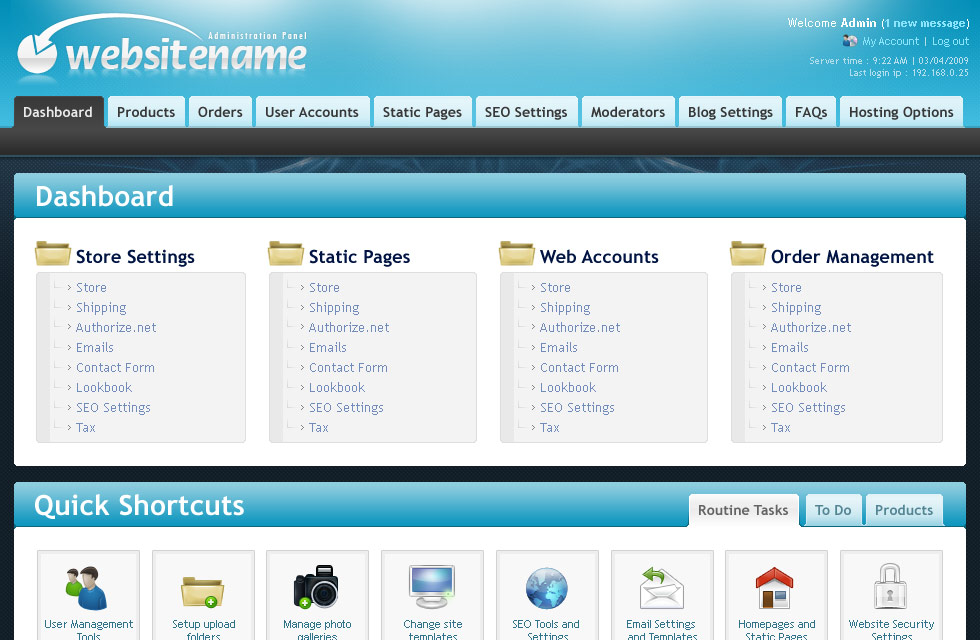 Administration Panel
websitename
Welcome Admin (1 new message)
My Account | Log out
Server time : 9:22 AM | 03/04/2009
Last login ip : 192.168.0.25
Dashboard Products Orders User Accounts Static Pages SEO Settings Moderators Blog Settings FAQs Hosting Options
Dashboard
Store Settings
Store
Shipping
Authorize.net
Emails
Contact Form
Lookbook
SEO Settings
Tax
Static Pages
Store
Shipping
Authorize.net
Emails
Contact Form
Lookbook
SEO Settings
Tax
Web Accounts
Store
Shipping
Authorize.net
Emails
Contact Form
Lookbook
SEO Settings
Tax
Order Management
Store
Shipping
Authorize.net
Emails
Contact Form
Lookbook
SEO Settings
Tax
Quick Shortcuts
Routine Tasks To Do Products
User Management
Tools
Setup upload
folders
Manage photo
galleries
Change site
templates
SEO Tools and
Settings
Email Settings
and Templates
Homepages and
Static Pages
Website Security
Settings